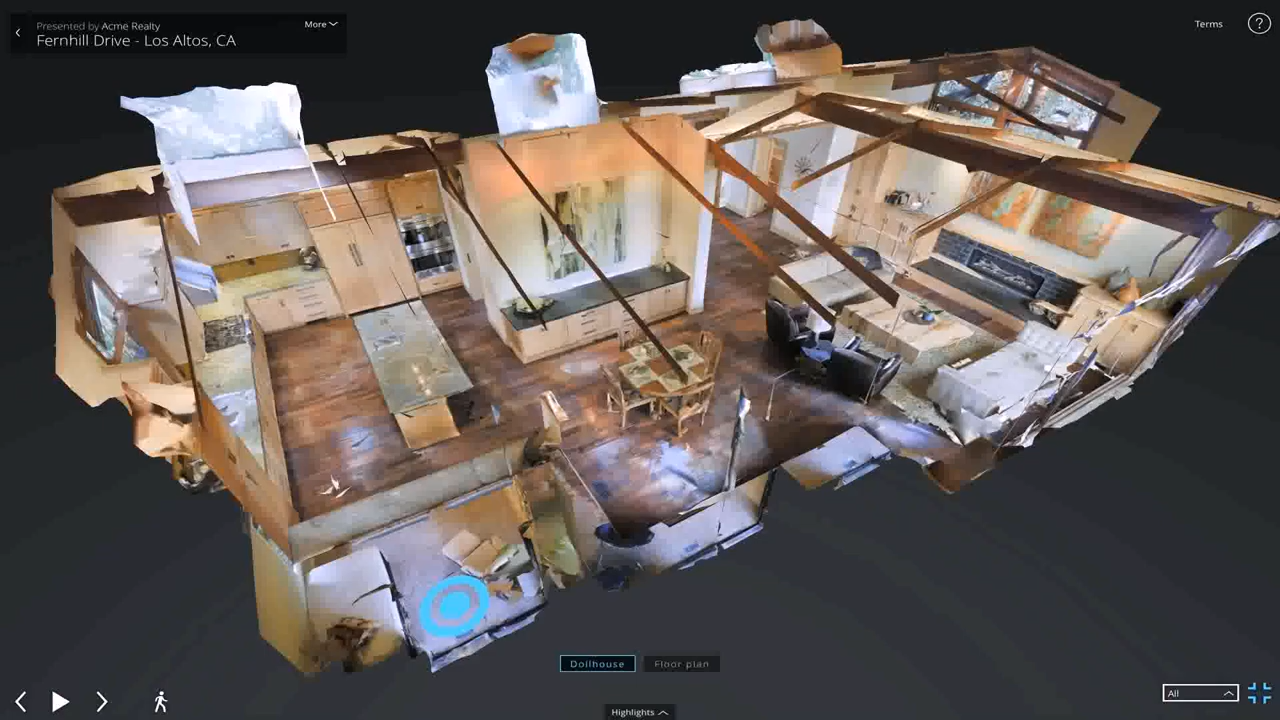 Presented by Acme Realty
Fernhill Drive - Los Altos, CA
More
Terms
?
Dollhouse
Floor plan
All
Highlights